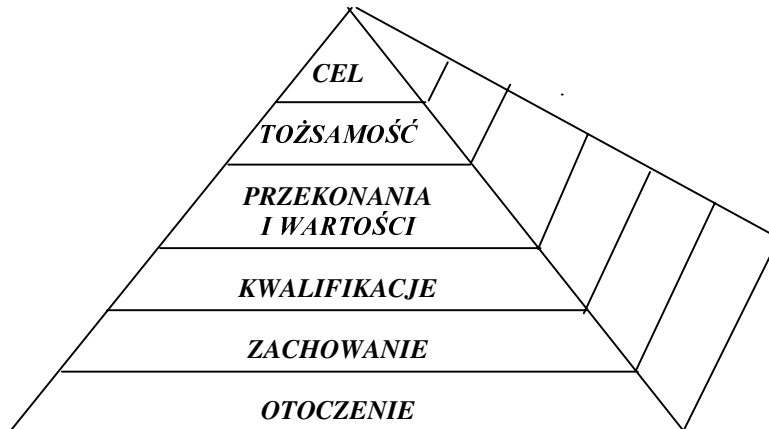 CEL
TOŻSAMOŚĆ
PRZEKONANIA
I WARTOŚCI
KWALIFIKACJE
ZACHOWANIE
OTOCZENIE